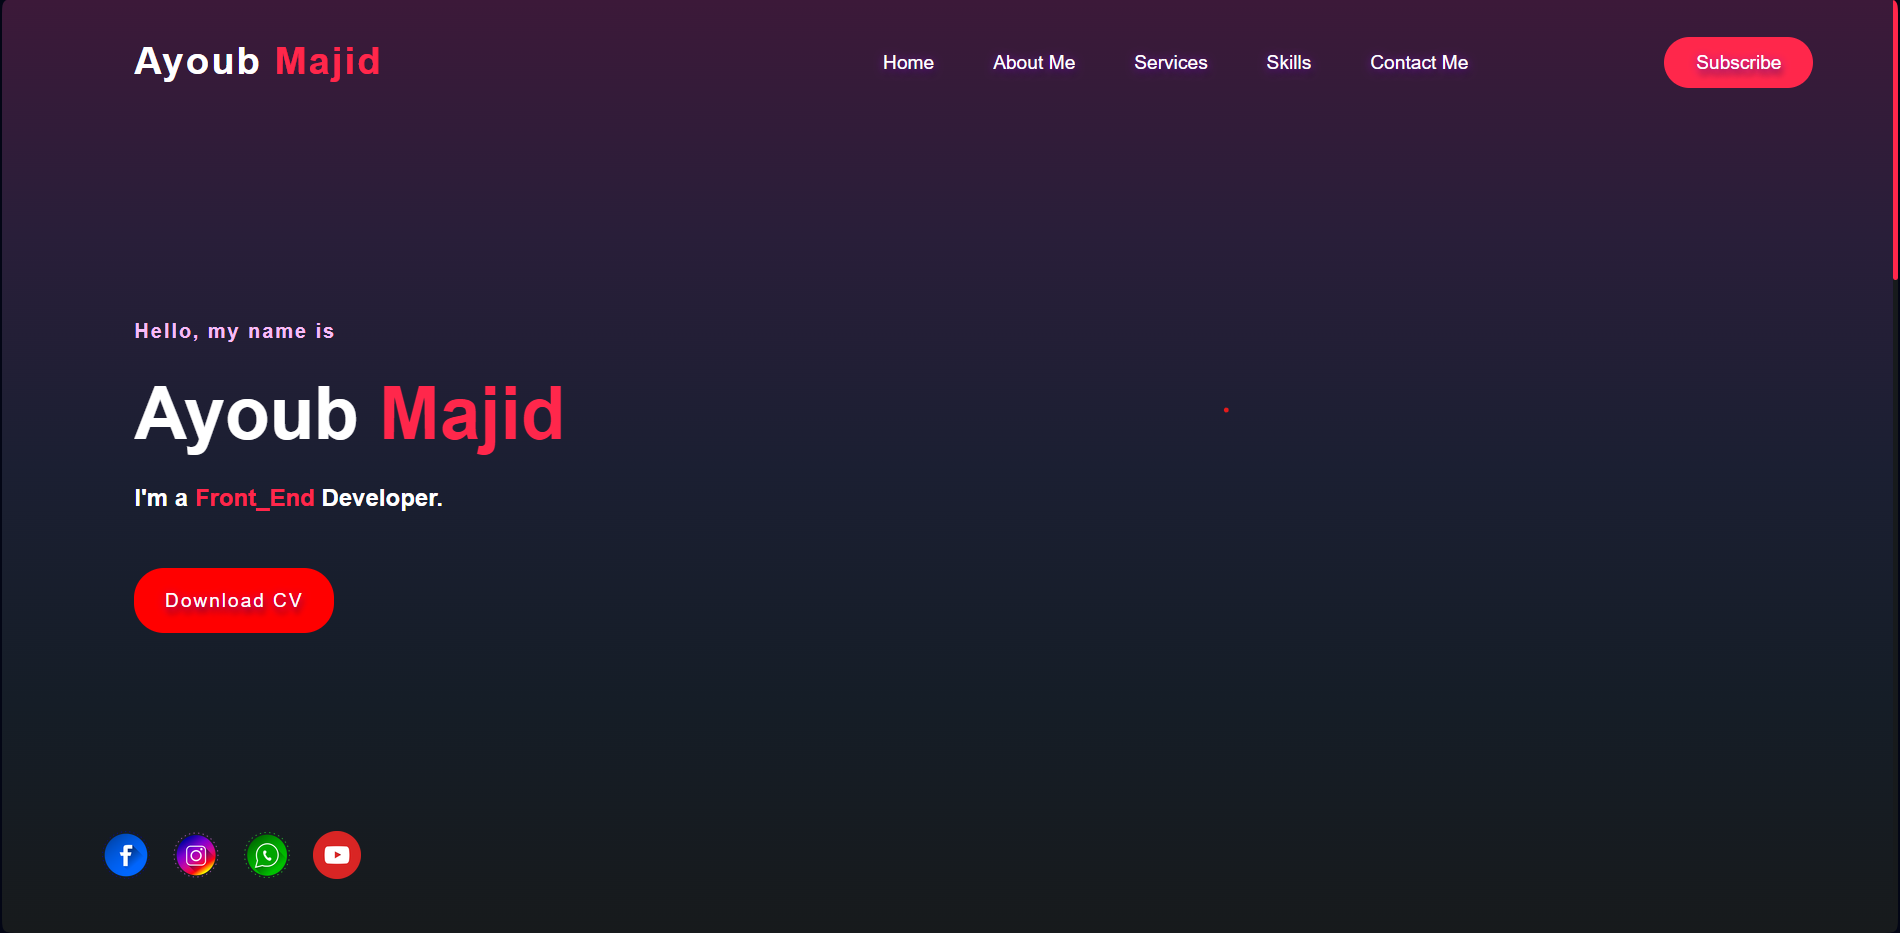 Ayoub Majid
Home About Me Services Skills Contact Me
Subscribe
Hello, my name is
Ayoub Majid
I'm a Front_End Developer.
Download CV